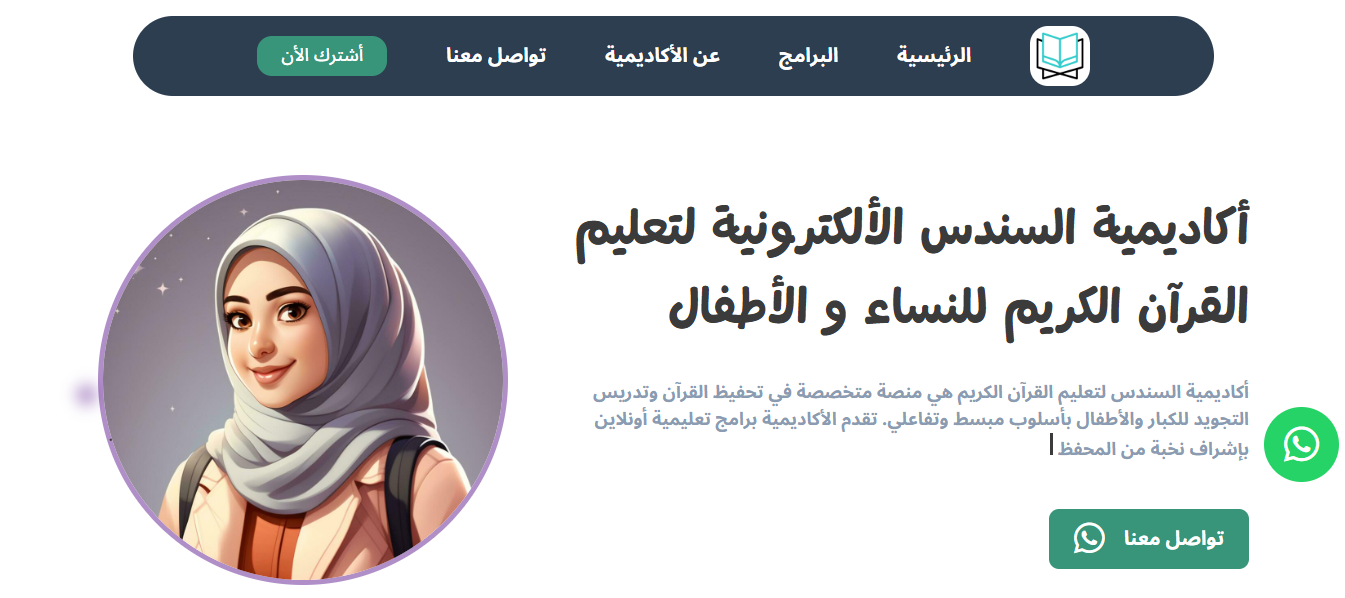 الرئيسية
البرامج
عن الأكاديمية
تواصل معنا
أشترك الأن
أكاديمية السندس الألكترونية لتعليم
القرآن الكريم للنساء و الأطفال
أكاديمية السندس لتعليم القرآن الكريم هي منصة متخصصة في تحفيظ القرآن وتدريس
التجويد للكبار والأطفال بأسلوب مبسط وتفاعلي. تقدم الأكاديمية برامج تعليمية أونلاين
بإشراف نخبة من المحفظ
تواصل معنا